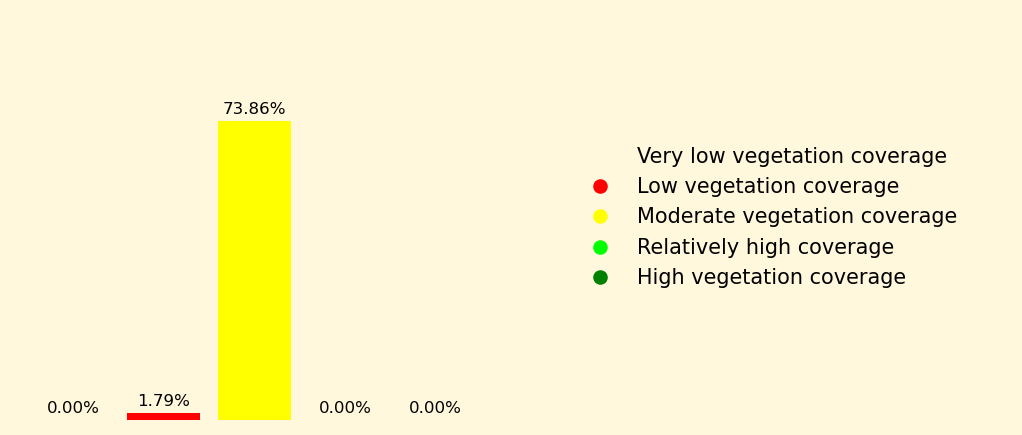 73.86%
0.00%
1.79%
0.00%
0.00%
Very low vegetation coverage
Low vegetation coverage
Moderate vegetation coverage
Relatively high coverage
High vegetation coverage